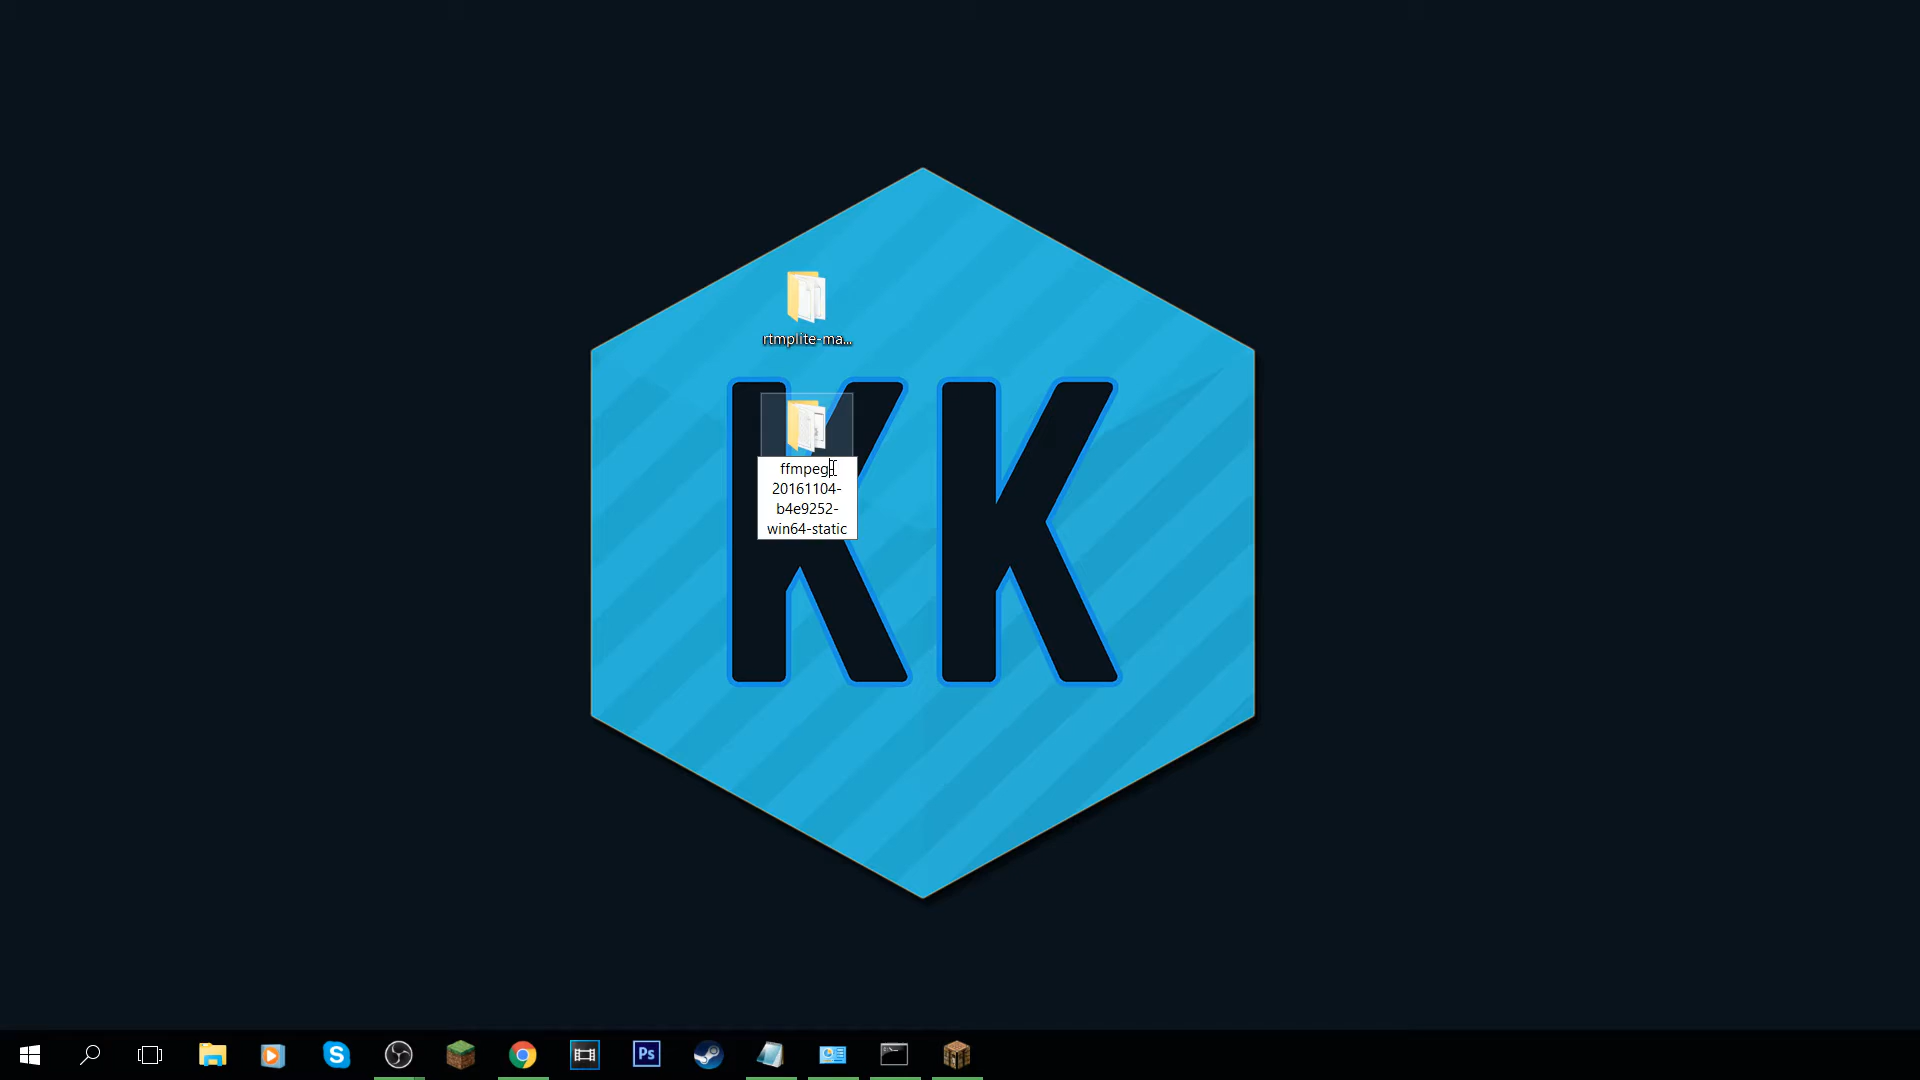 rtmplite-ma...
KK
ffmpeg-
20161104-
b4e9252-
win64-static
S
Ps